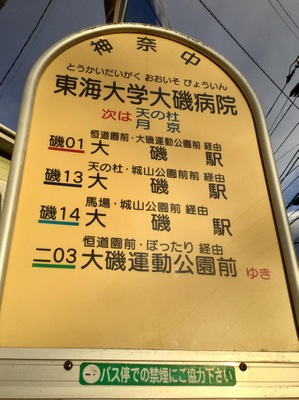 神奈中
とうかいだいがく おおいそ びょういん
東海大学大磯病院
次は 天の杜
月京
恒道園前・大磯運動公園前 経由
磯01 大磯駅
天の杜・城山公園前前 経由
磯13 大磯駅
馬場・城山公園前 経由
磯14 大磯駅
恒道園前・ぼったり 経由
二03 大磯運動公園前 ゆき
バス停での禁煙にご協力下さい